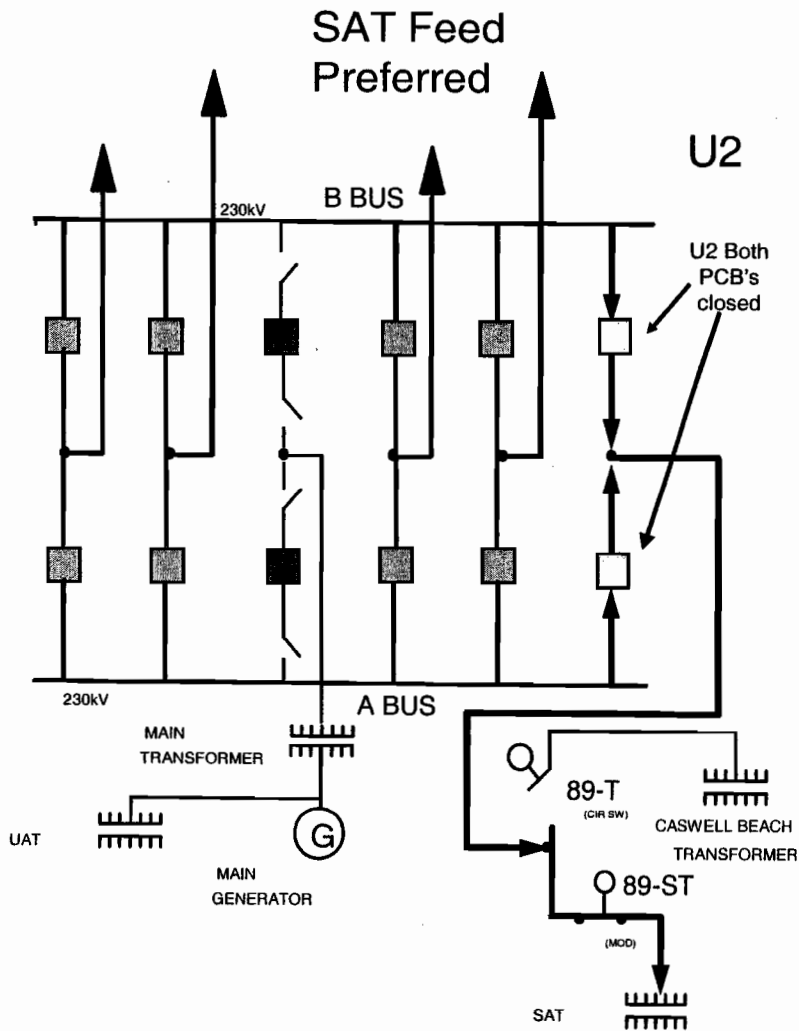 SAT Feed
Preferred
U2
B BUS
230kV
U2 Both
PCB's
closed
230kV
A BUS
MAIN
TRANSFORMER
89-T
(CIR SW)
CASWELL BEACH
TRANSFORMER
UAT
G
MAIN
GENERATOR
89-ST
(MOD)
SAT